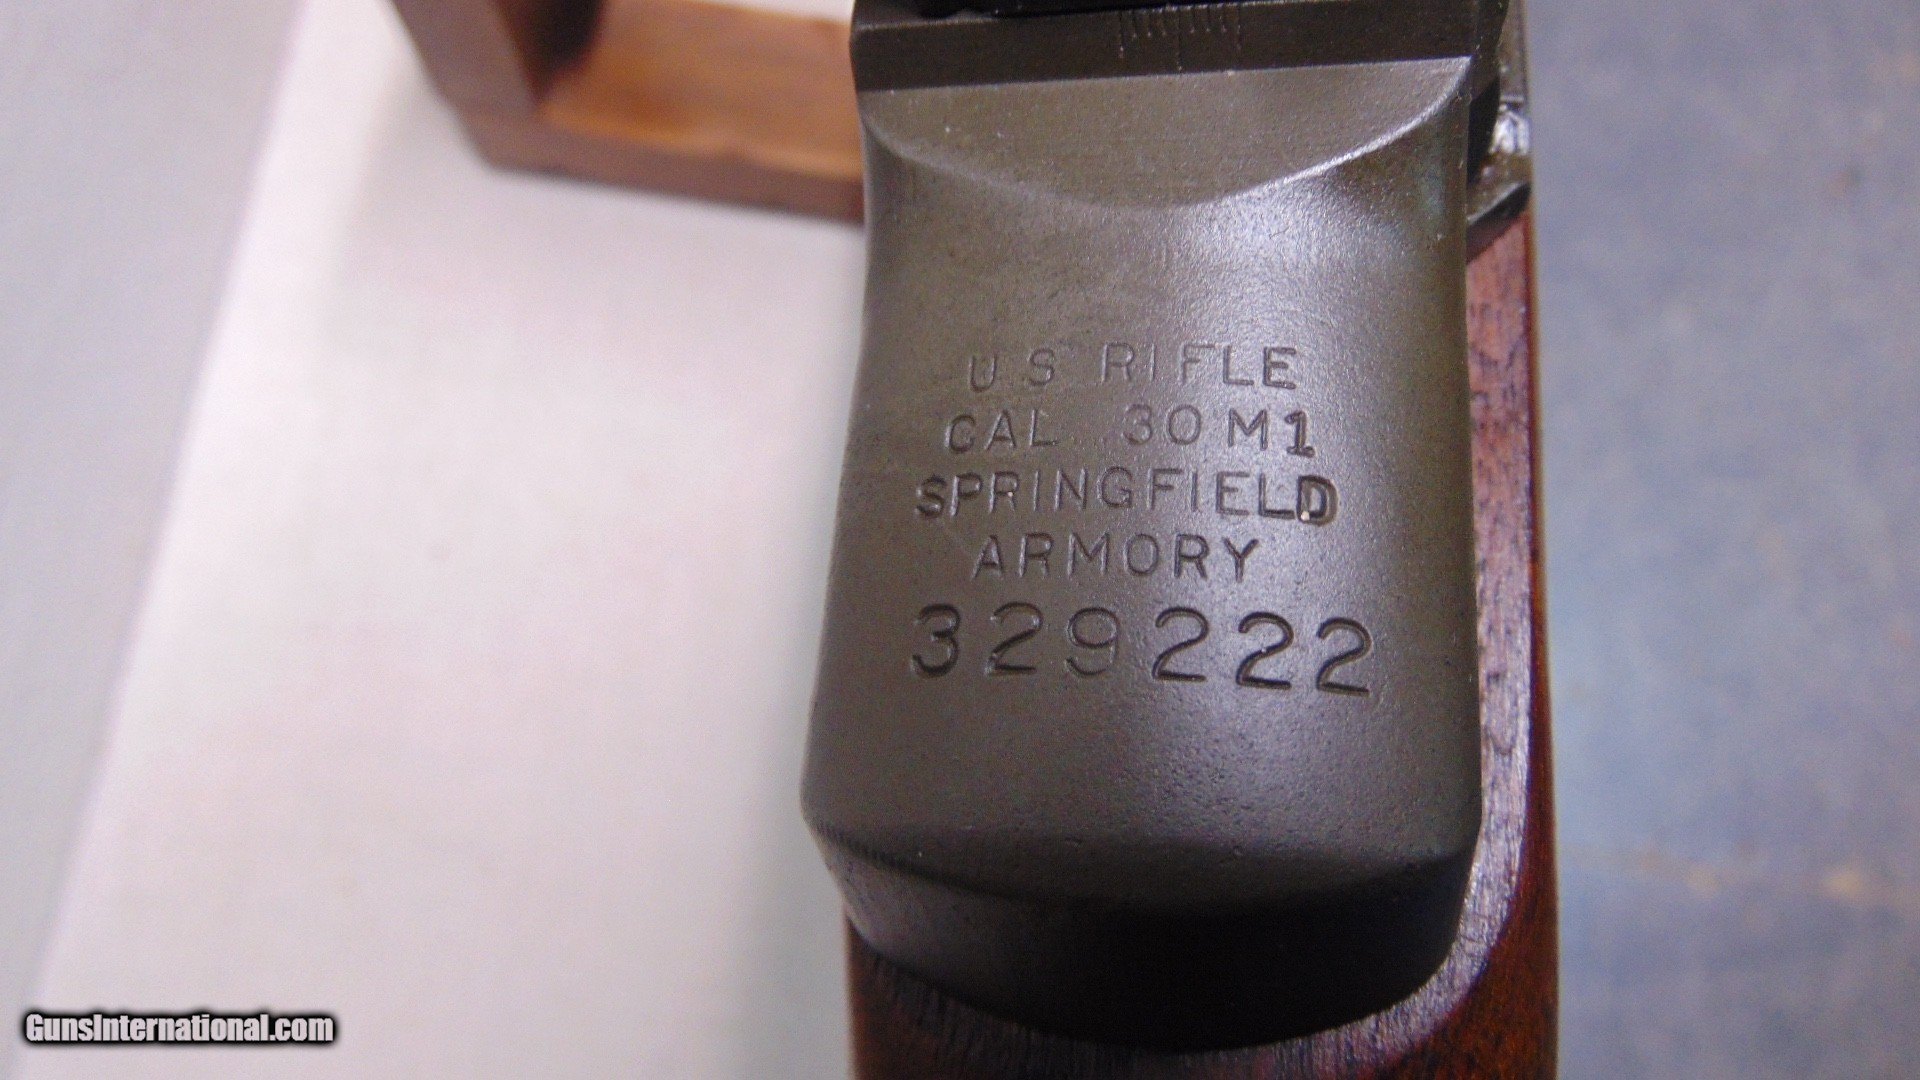 U.S. RIFLE
CAL. .30 M1
SPRINGFIELD
ARMORY
329222
GunsInternational.com